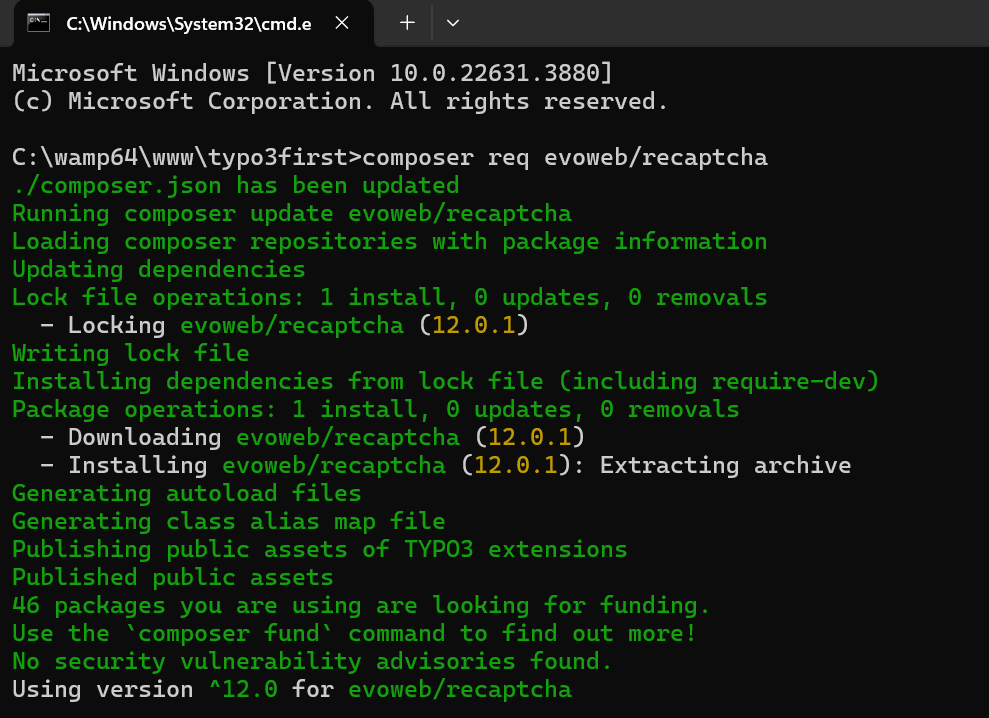 C:\Windows\System32\cmd.e
Microsoft Windows [Version 10.0.22631.3880]
(c) Microsoft Corporation. All rights reserved.
C:\wamp64\www\typo3first>composer req evoweb/recaptcha
./composer.json has been updated
Running composer update evoweb/recaptcha
Loading composer repositories with package information
Updating dependencies
Lock file operations: 1 install, 0 updates, 0 removals
  - Locking evoweb/recaptcha (12.0.1)
Writing lock file
Installing dependencies from lock file (including require-dev)
Package operations: 1 install, 0 updates, 0 removals
  - Downloading evoweb/recaptcha (12.0.1)
  - Installing evoweb/recaptcha (12.0.1): Extracting archive
Generating autoload files
Generating class alias map file
Publishing public assets of TYPO3 extensions
Published public assets
46 packages you are using are looking for funding.
Use the `composer fund` command to find out more!
No security vulnerability advisories found.
Using version ^12.0 for evoweb/recaptcha